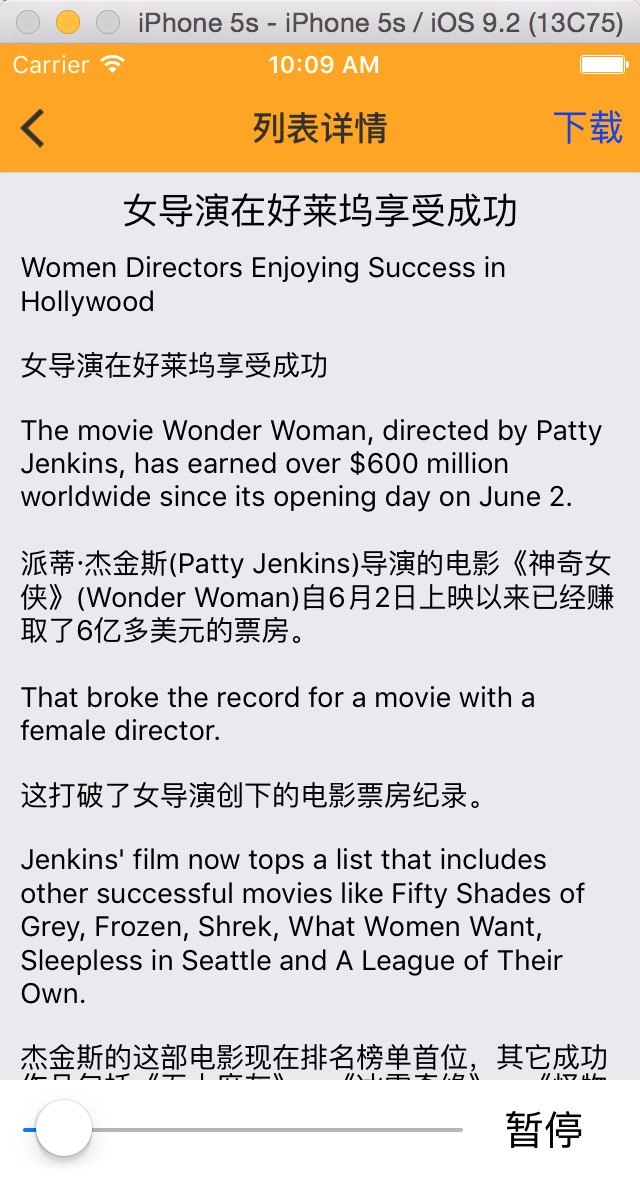 iPhone 5s - iPhone 5s / iOS 9.2 (13C75)
Carrier 10:09 AM
列表详情 下载
女导演在好莱坞享受成功
Women Directors Enjoying Success in
Hollywood
女导演在好莱坞享受成功
The movie Wonder Woman, directed by Patty
Jenkins, has earned over $600 million
worldwide since its opening day on June 2.
派蒂·杰金斯(Patty Jenkins)导演的电影《神奇女
侠》(Wonder Woman)自6月2日上映以来已经赚
取了6亿多美元的票房。
That broke the record for a movie with a
female director.
这打破了女导演创下的电影票房纪录。
Jenkins' film now tops a list that includes
other successful movies like Fifty Shades of
Grey, Frozen, Shrek, What Women Want,
Sleepless in Seattle and A League of Their
Own.
杰金斯的这部电影现在排名榜单首位，其它成功
暂停